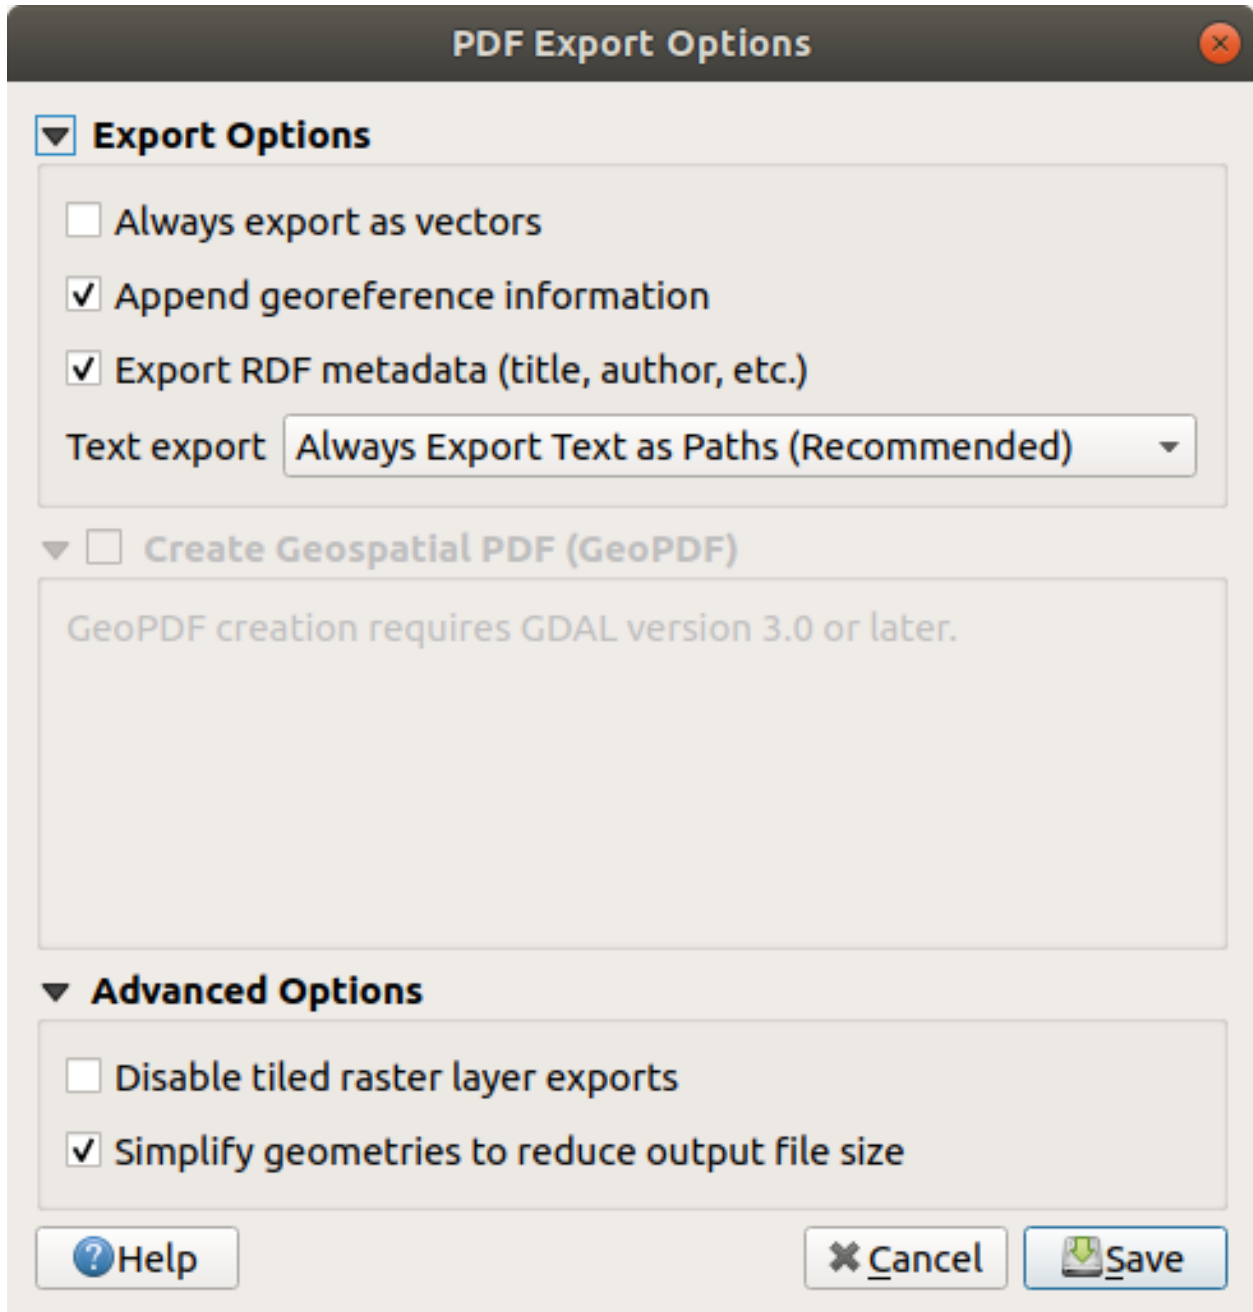 PDF Export Options
Export Options
Always export as vectors
Append georeference information
Export RDF metadata (title, author, etc.)
Text export Always Export Text as Paths (Recommended)
Create Geospatial PDF (GeoPDF)
GeoPDF creation requires GDAL version 3.0 or later.
Advanced Options
Disable tiled raster layer exports
Simplify geometries to reduce output file size
Help Cancel Save